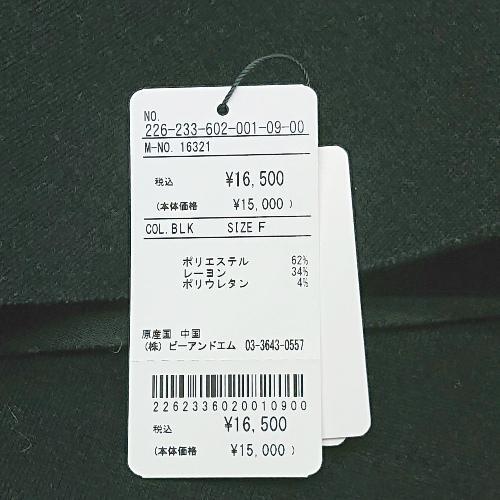 NO.
226-233-602-001-09-00
M-NO. 16321
税込 ¥16,500
(本体価格 ¥15,000 )
COL.BLK SIZE F
ポリエステル 62%
レーヨン 34%
ポリウレタン 4%
原産国 中国
(株) ビーアンドエム 03-3643-0557
2262336020010900
税込 ¥16,500
(本体価格 ¥15,000 )